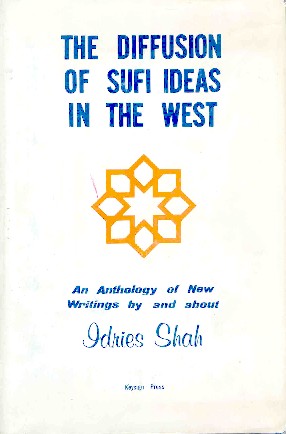 THE DIFFUSION
OF SUFI IDEAS
IN THE WEST
An Anthology of New
Writings by and about
Idries Shah
Press